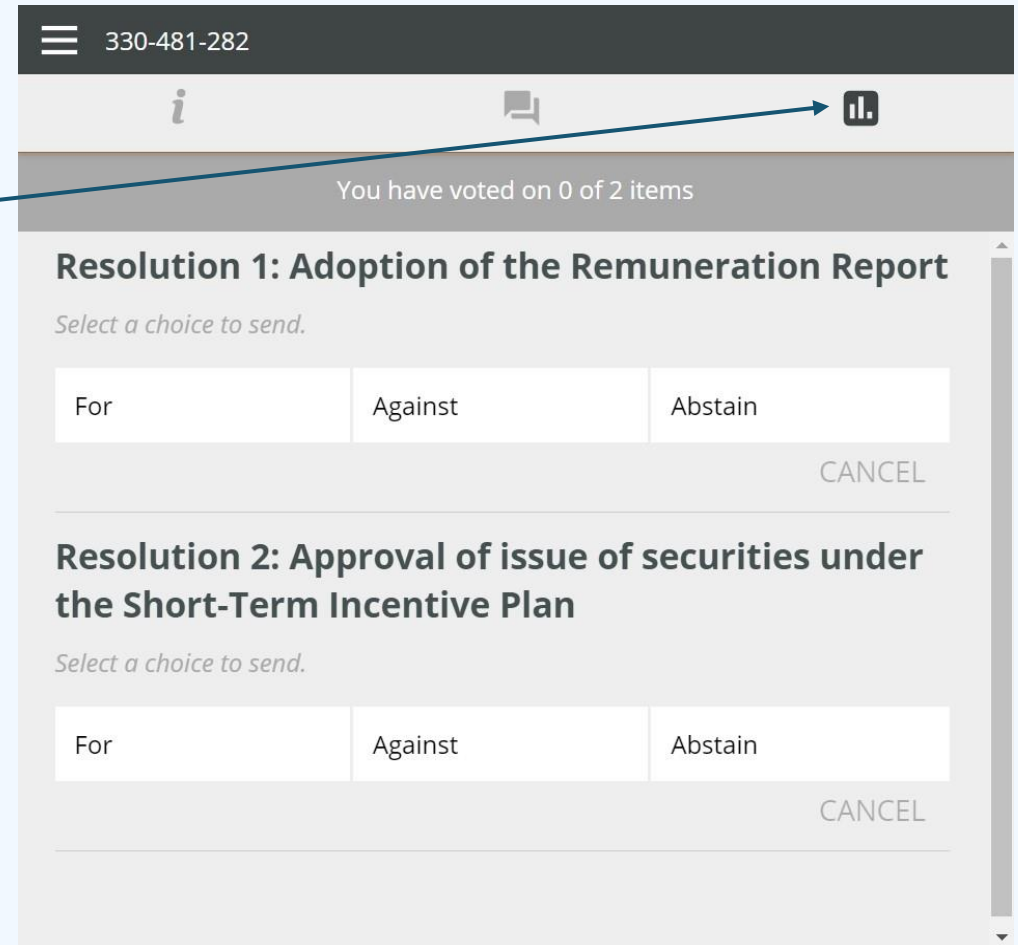 330-481-282
i
You have voted on 0 of 2 items
Resolution 1: Adoption of the Remuneration Report
Select a choice to send.
For Against Abstain
CANCEL
Resolution 2: Approval of issue of securities under
the Short-Term Incentive Plan
Select a choice to send.
For Against Abstain
CANCEL